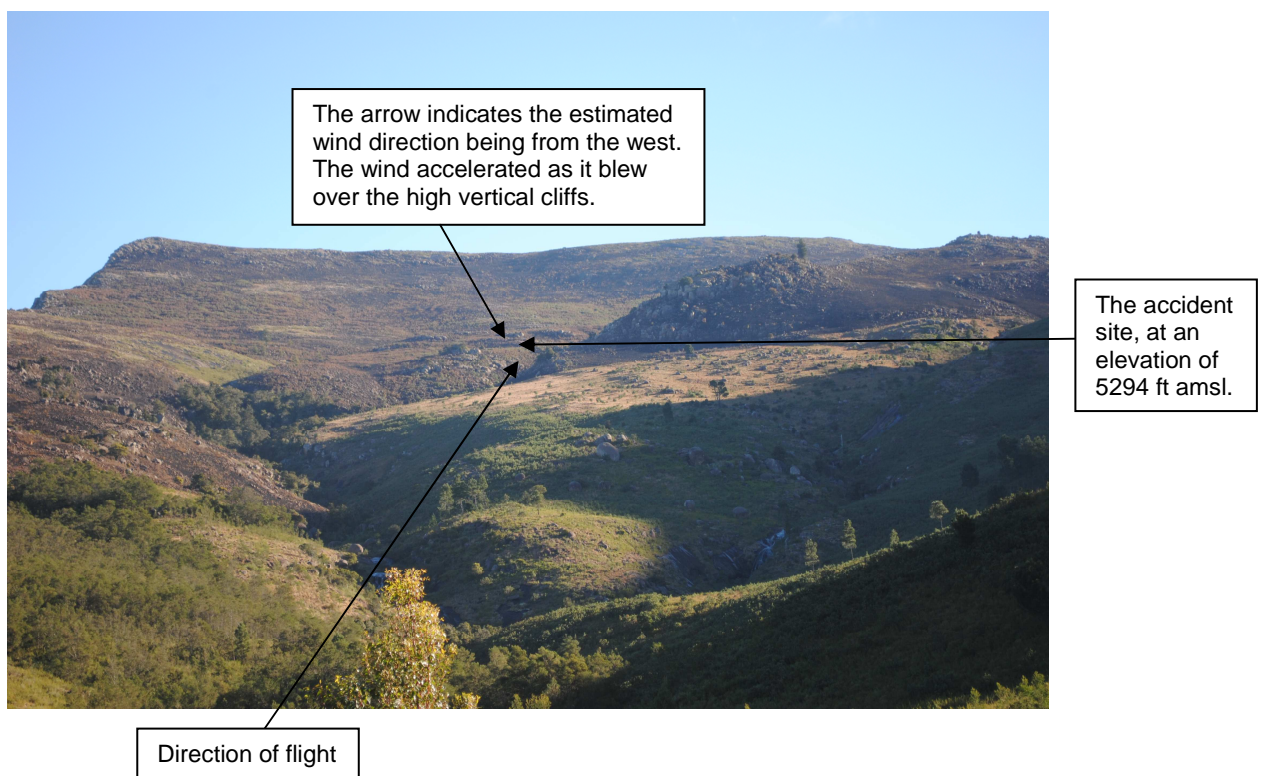 The arrow indicates the estimated
wind direction being from the west.
The wind accelerated as it blew
over the high vertical cliffs.
The accident
site, at an
elevation of
5294 ft amsl.
Direction of flight